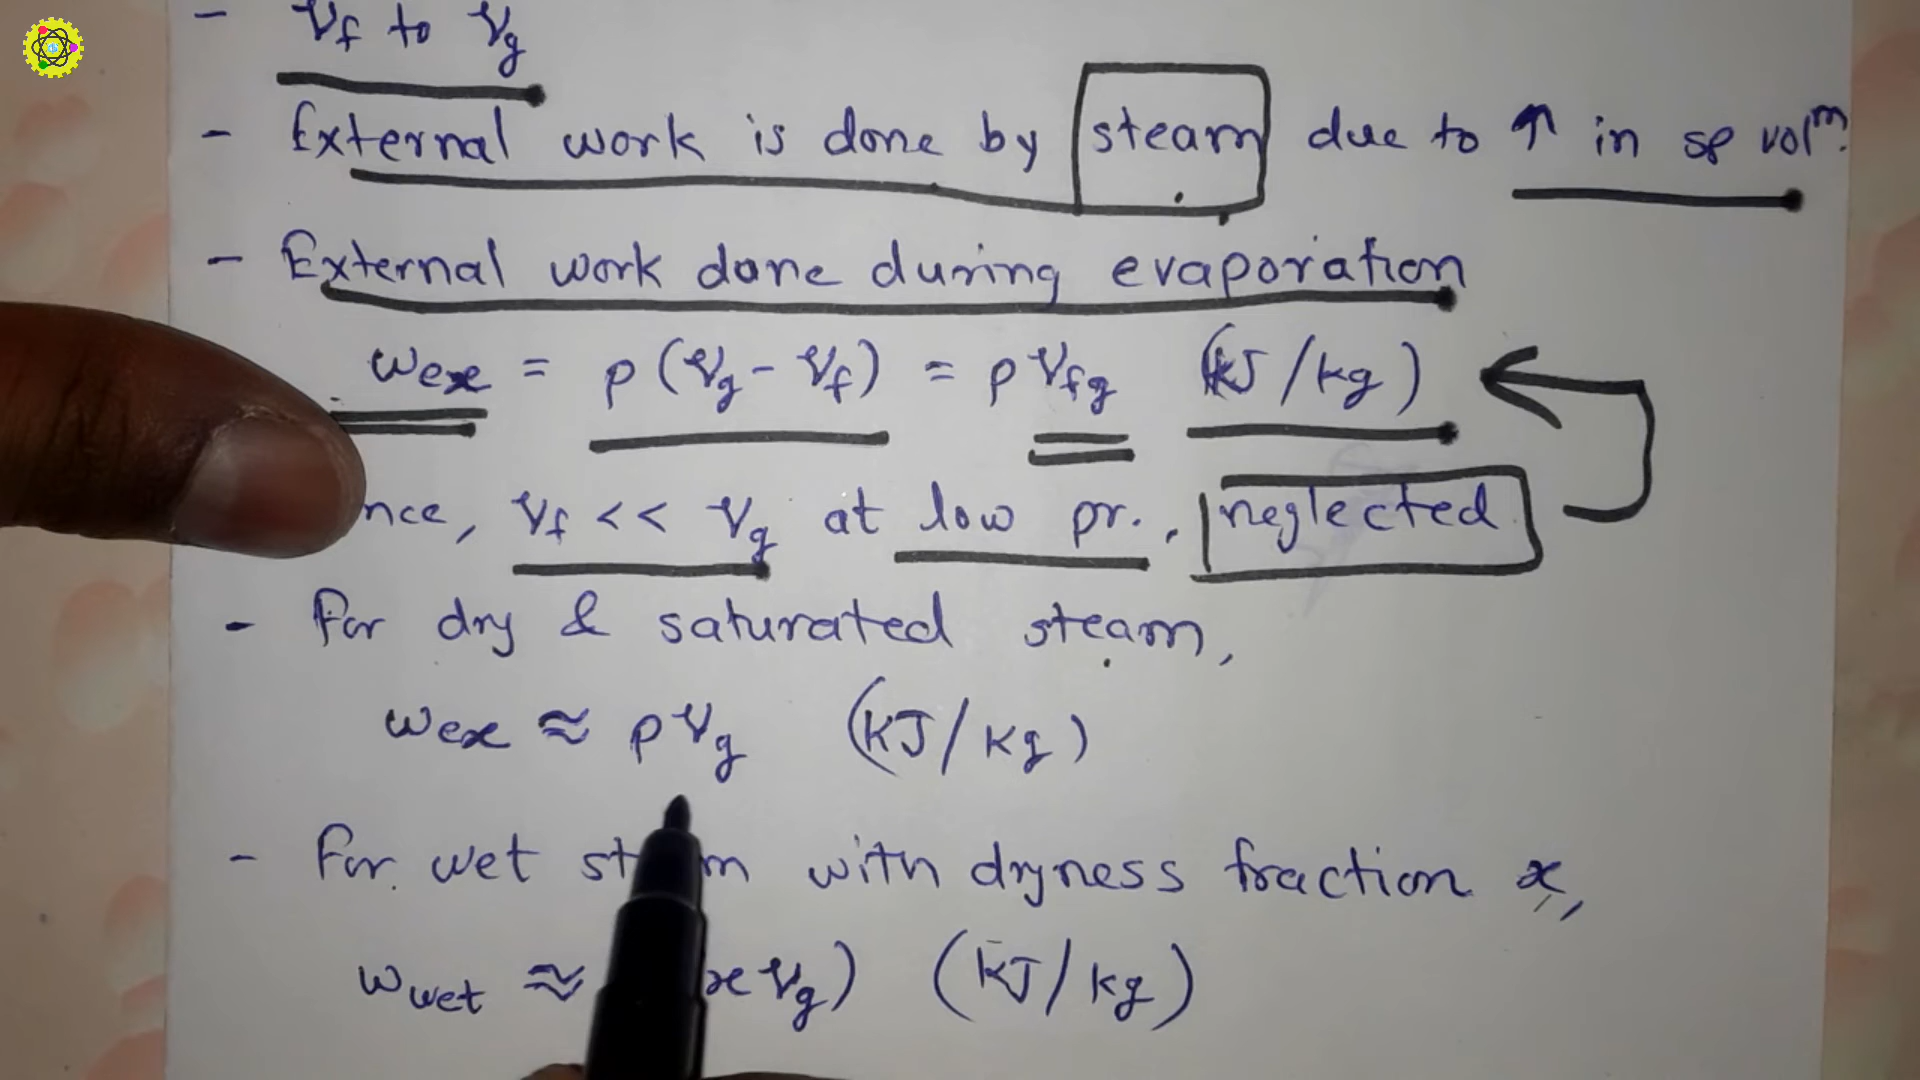 - Vf to Vg
- External work is done by steam due to ↑ in sp volm.
- External work done during evaporation
wex = p (Vg - Vf) = p Vfg (kJ/kg)
nce, Vf << Vg at low pr., neglected
- For dry & saturated steam,
wex ≈ p Vg (kJ/kg)
- For wet st m with dryness fraction x,
wwet ≈ x Vg) (kJ/kg)